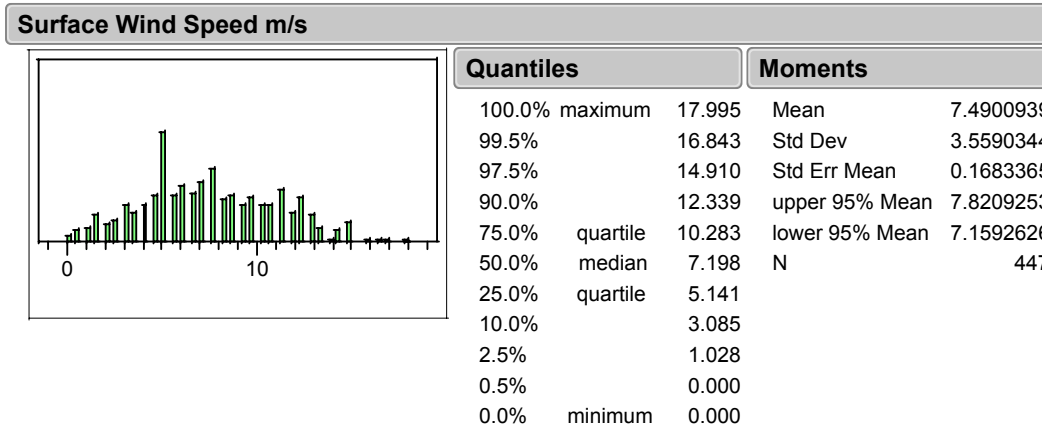 Surface Wind Speed m/s
0 10
Quantiles
100.0% maximum 17.995
99.5% 16.843
97.5% 14.910
90.0% 12.339
75.0% quartile 10.283
50.0% median 7.198
25.0% quartile 5.141
10.0% 3.085
2.5% 1.028
0.5% 0.000
0.0% minimum 0.000
Moments
Mean 7.4900939
Std Dev 3.5590344
Std Err Mean 0.1683365
upper 95% Mean 7.8209253
lower 95% Mean 7.1592626
N 447